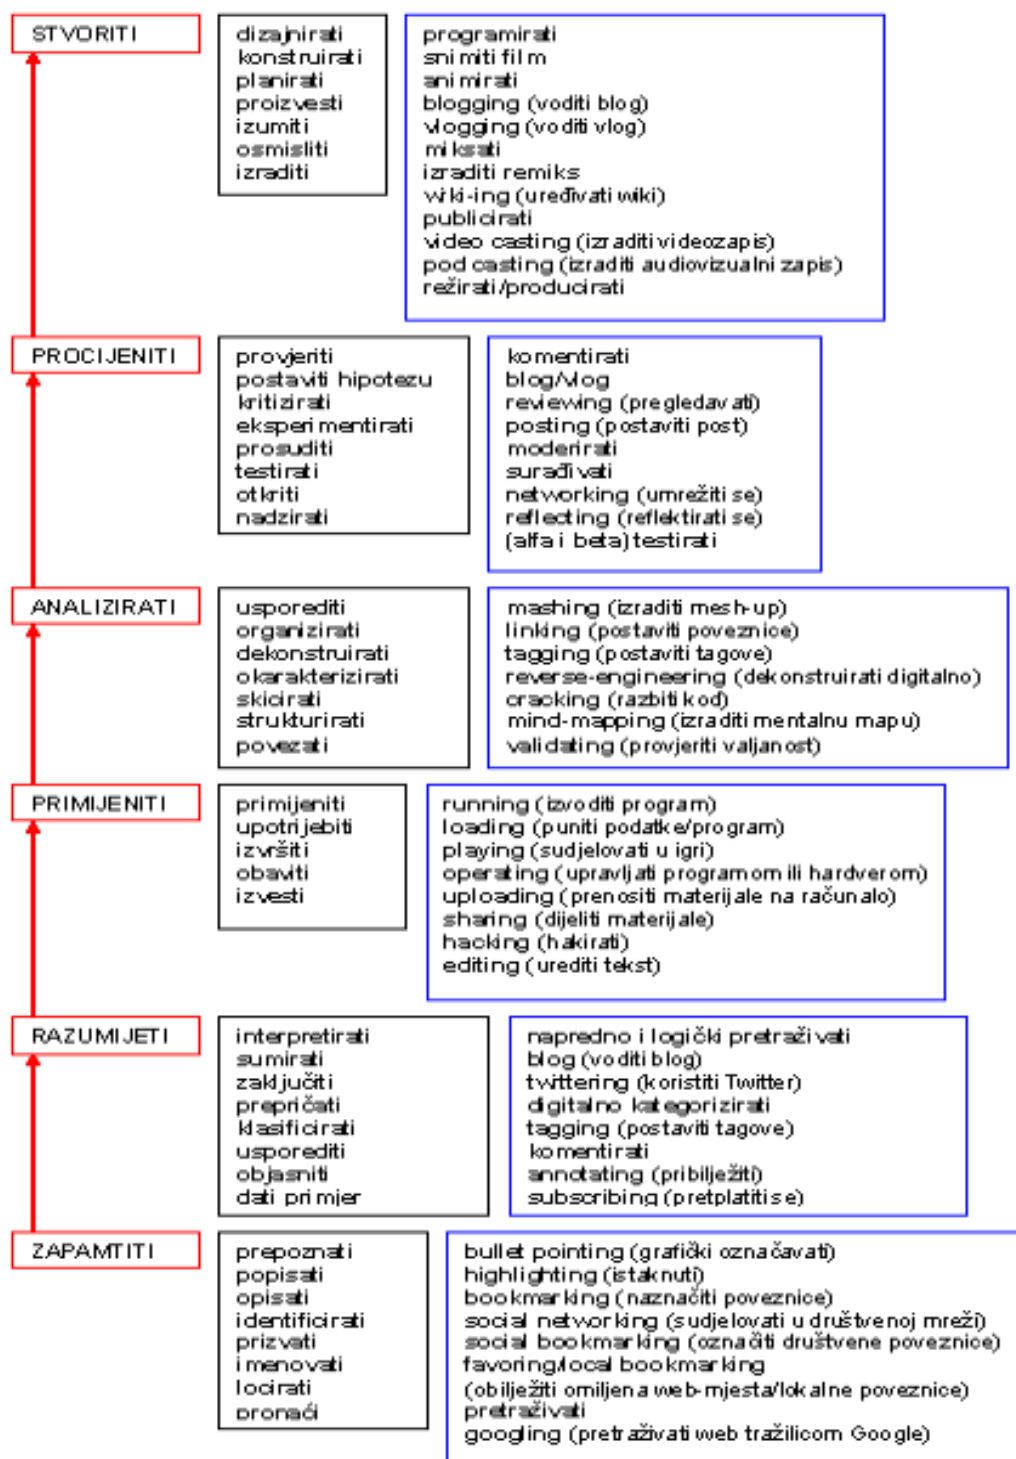 STVORITI
dizajnirati
konstruirati
planirati
proizvesti
izumiti
osmisliti
izraditi
programirati
snimiti film
animirati
blogging (voditi blog)
vlogging (voditi vlog)
miksati
izraditi remiks
wiki-ing (uređivati wiki)
publicirati
video casting (izraditi videozapis)
pod casting (izraditi audiovizualni zapis)
režirati/producirati
PROCIJENITI
provjeriti
postaviti hipotezu
kritizirati
eksperimentirati
prosuditi
testirati
otkriti
nadzirati
komentirati
blog/vlog
reviewing (pregledavati)
posting (postaviti post)
moderirati
surađivati
networking (umrežiti se)
reflecting (reflektirati se)
(alfa i beta) testirati
ANALIZIRATI
usporediti
organizirati
dekonstruirati
okarakterizirati
skicirati
strukturirati
povezati
mashing (izraditi mesh-up)
linking (postaviti poveznice)
tagging (postaviti tagove)
reverse-engineering (dekonstruirati digitalno)
cracking (razbiti kod)
mind-mapping (izraditi mentalnu mapu)
validating (provjeriti valjanost)
PRIMIJENITI
primijeniti
upotrijebiti
izvršiti
obaviti
izvesti
running (izvoditi program)
loading (puniti podatke/program)
playing (sudjelovati u igri)
operating (upravljati programom ili hardverom)
uploading (prenositi materijale na računalo)
sharing (dijeliti materijale)
hacking (hakirati)
editing (urediti tekst)
RAZUMIJETI
interpretirati
sumirati
zaključiti
prepričati
klasificirati
usporediti
objasniti
dati primjer
napredno i logički pretraživati
blog (voditi blog)
twittering (koristiti Twitter)
digitalno kategorizirati
tagging (postaviti tagove)
komentirati
annotating (pribilježiti)
subscribing (pretplatiti se)
ZAPAMTITI
prepoznati
popisati
opisati
identificirati
prizvati
imenovati
locirati
pronaći
bullet pointing (grafički označavati)
highlighting (istaknuti)
bookmarking (naznačiti poveznice)
social networking (sudjelovati u društvenoj mreži)
social bookmarking (označiti društvene poveznice)
favoring/local bookmarking
(obilježiti omiljena web-mjesta/lokalne poveznice)
pretraživati
googling (pretraživati web tražilicom Google)